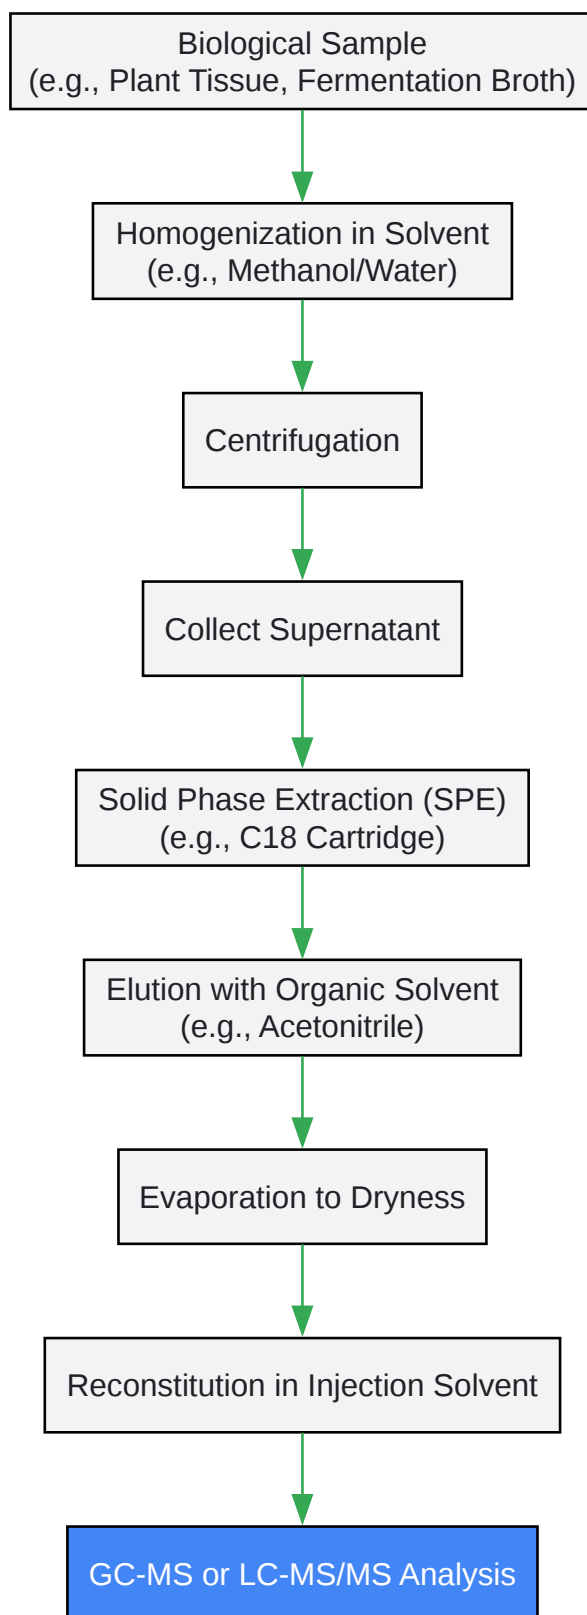 Biological Sample
(e.g., Plant Tissue, Fermentation Broth)
Homogenization in Solvent
(e.g., Methanol/Water)
Centrifugation
Collect Supernatant
Solid Phase Extraction (SPE)
(e.g., C18 Cartridge)
Elution with Organic Solvent
(e.g., Acetonitrile)
Evaporation to Dryness
Reconstitution in Injection Solvent
GC-MS or LC-MS/MS Analysis